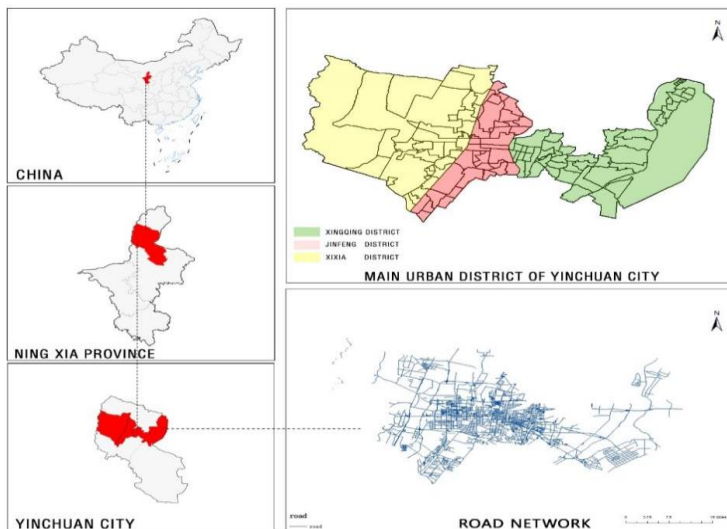 CHINA
NING XIA PROVINCE
YINCHUAN CITY
N
XINGQING DISTRICT
JINFENG DISTRICT
XIXIA DISTRICT
MAIN URBAN DISTRICT OF YINCHUAN CITY
N
road
road
ROAD NETWORK